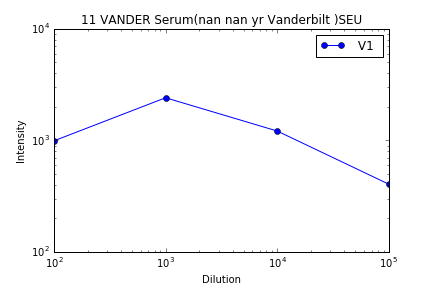 11 VANDER Serum(nan nan yr Vanderbilt )SEU
V1
Intensity
10^4
10^3
10^2
10^2 10^3 10^4 10^5
Dilution